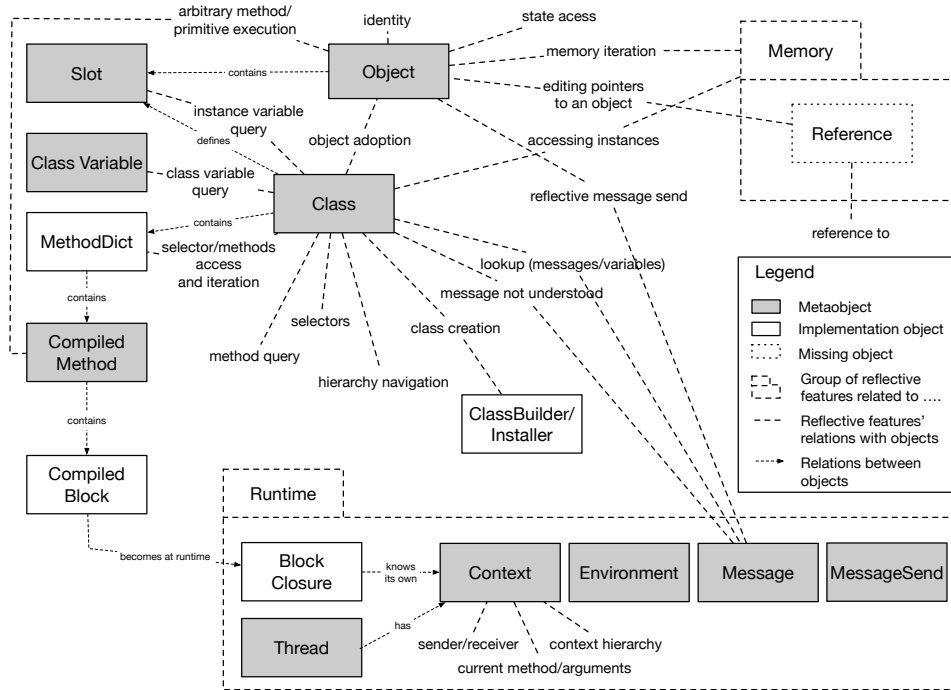 arbitrary method/
primitive execution
identity
state acess
memory iteration
Memory
Slot
contains
Object
editing pointers
to an object
instance variable
query
defines
object adoption
accessing instances
Reference
Class Variable
class variable
query
Class
reflective message send
contains
MethodDict
selector/methods
access
and iteration
reference to
lookup (messages/variables)
message not understood
contains
selectors
class creation
method query
hierarchy navigation
Compiled
Method
ClassBuilder/
Installer
contains
Compiled
Block
Legend
Metaobject
Implementation object
Missing object
Group of reflective
features related to ....
Reflective features'
relations with objects
Relations between
objects
Runtime
becomes at runtime
Block
Closure
knows
its own
Context
Environment
Message
MessageSend
Thread
has
sender/receiver
context hierarchy
current method/arguments